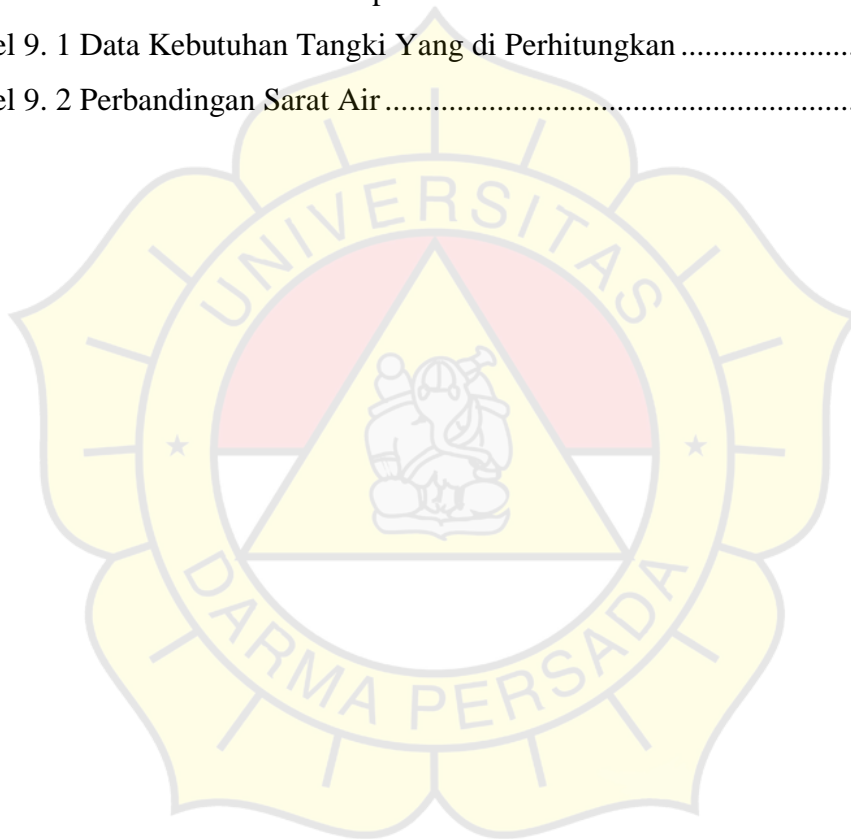 el 9. 1 Data Kebutuhan Tangki Yang di Perhitungkan ......................
el 9. 2 Perbandingan Sarat Air ............................................................
UNIVERSITAS
DARMA PERSADA